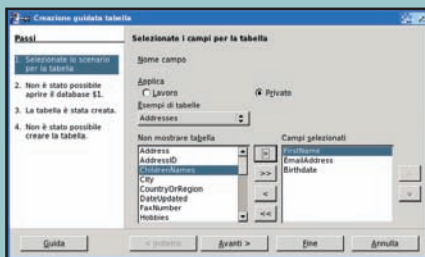 Creazione guidata tabella
Passi
Selezionate i campi per la tabella
1. Selezionate lo scenario
per la tabella
2. Non è stato possibile
aprire il database $1.
3. La tabella è stata creata.
4. Non è stato possibile
creare la tabella.
Nome campo
Applica
Lavoro
Privato
Esempi di tabelle
Addresses
Non mostrare tabella
Address
AddressID
ChildrenNames
City
CountryOrRegion
DateUpdated
FaxNumber
Hobbies
>
>>
<
<<
Campi selezionati
FirstName
EmailAddress
Birthdate
Guida
< Indietro
Avanti >
Fine
Annulla